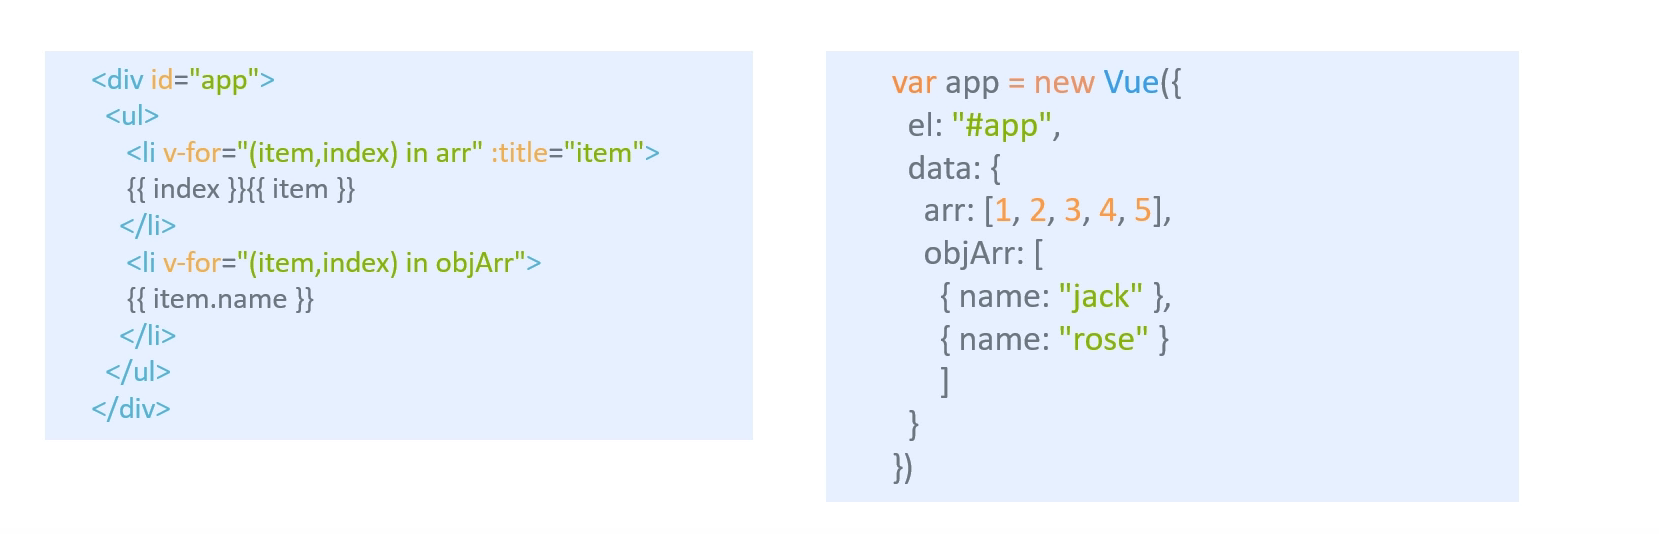 <div id="app">
<ul>
<li v-for="(item,index) in arr" :title="item">
{{ index }}{{ item }}
</li>
<li v-for="(item,index) in objArr">
{{ item.name }}
</li>
</ul>
</div>
var app = new Vue({
el: "#app",
data: {
arr: [1, 2, 3, 4, 5],
objArr: [
{ name: "jack" },
{ name: "rose" }
]
}
})